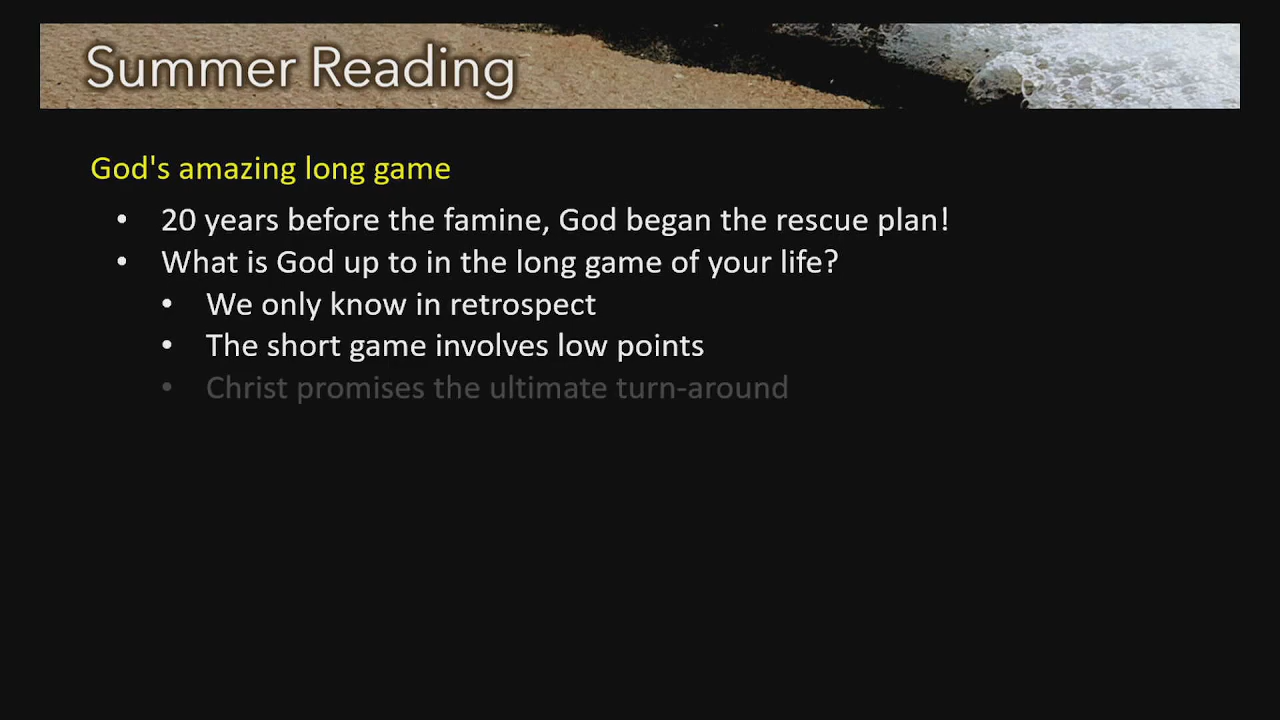 Summer Reading
God's amazing long game
• 20 years before the famine, God began the rescue plan!
• What is God up to in the long game of your life?
• We only know in retrospect
• The short game involves low points
• Christ promises the ultimate turn-around